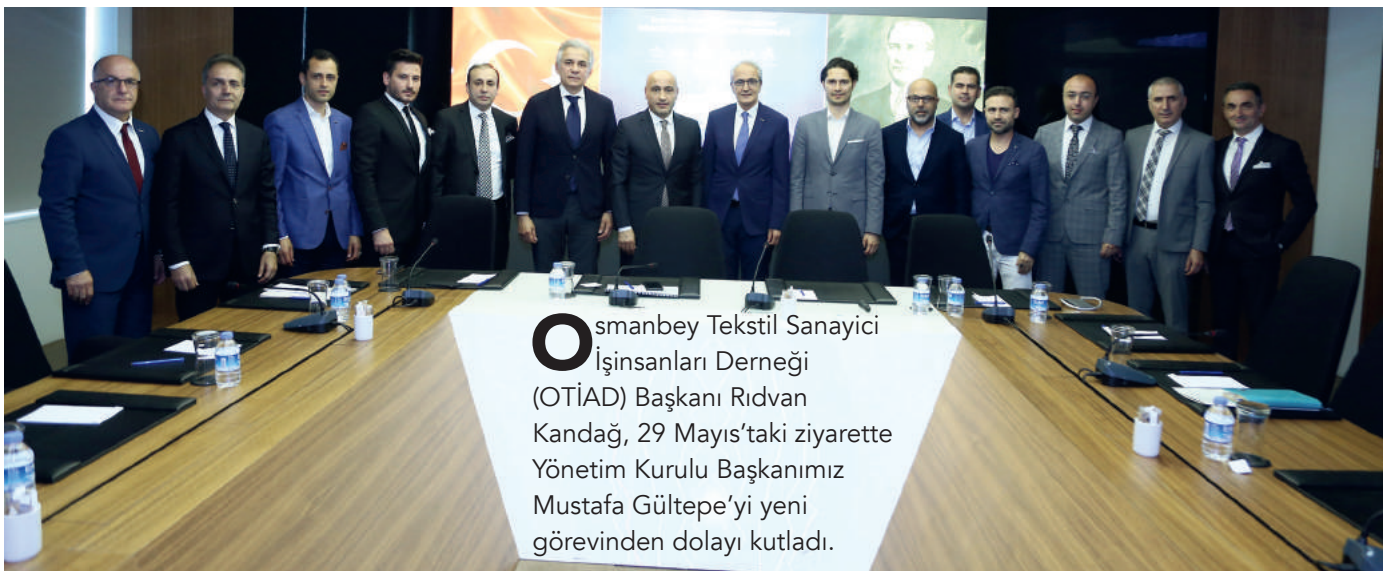 Osmanbey Tekstil Sanayici
İşinsanları Derneği
(OTİAD) Başkanı Rıdvan
Kandağ, 29 Mayıs'taki ziyarette
Yönetim Kurulu Başkanımız
Mustafa Gültepe'yi yeni
görevinden dolayı kutladı.